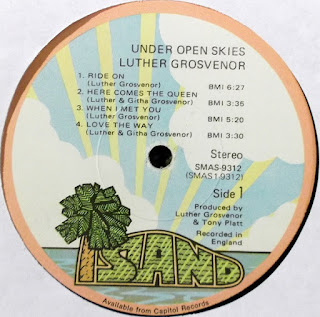 UNDER OPEN SKIES
LUTHER GROSVENOR
1. RIDE ON
(Luther Grosvenor) BMI 6:27
2. HERE COMES THE QUEEN
(Luther & Githa Grosvenor) BMI 3:35
3. WHEN I MET YOU
(Luther Grosvenor) BMI 5:20
4. LOVE THE WAY
(Luther & Githa Grosvenor) BMI 3:30
Stereo
SMAS-9312
(SMAS1 9312)
Side 1
Produced by
Luther Grosvenor
& Tony Platt
Recorded in
England
ISLAND
Available from Capitol Records